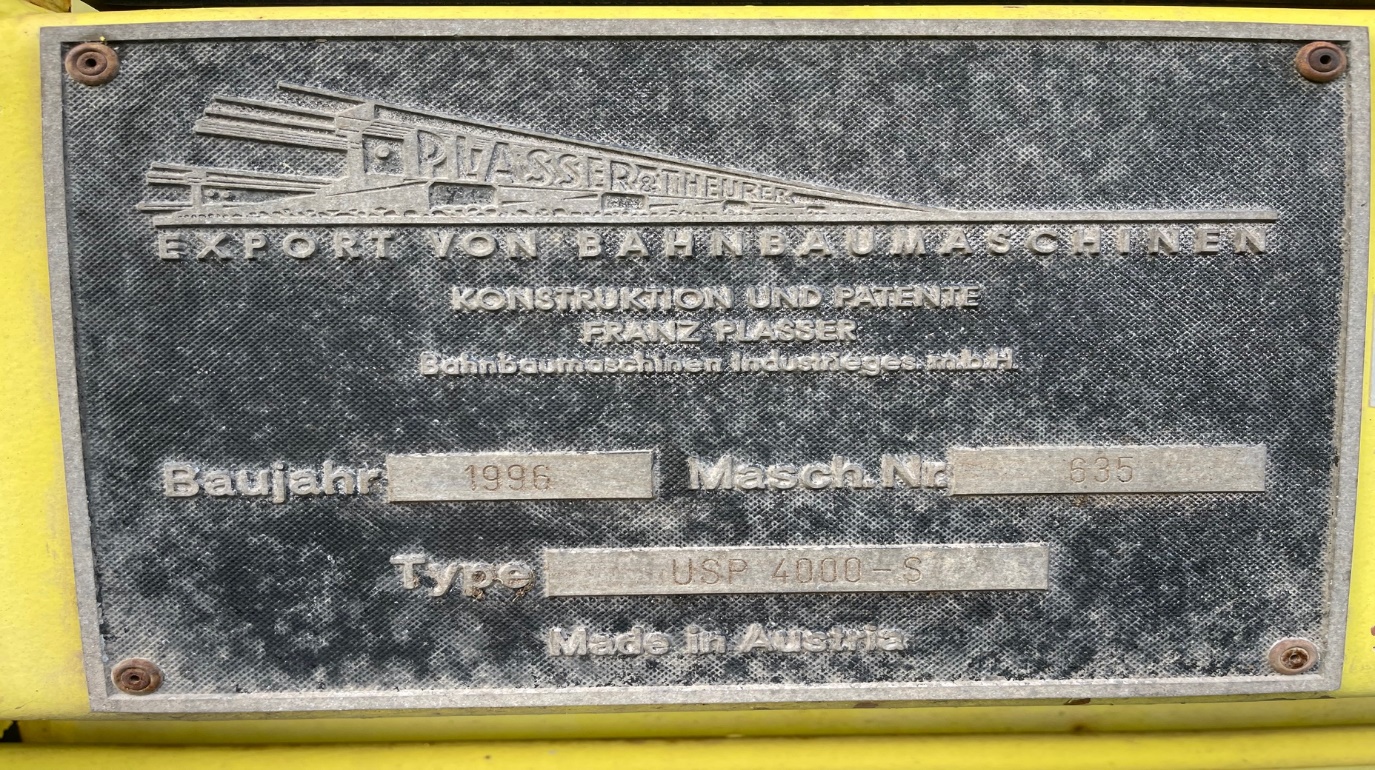 PLASSER & THEURER
EXPORT VON BAHNBAUMASCHINEN
KONSTRUKTION UND PATENTE
FRANZ PLASSER
Bahnbaumaschinen Industrieges. m.b.H.
Baujahr 1996 Masch.Nr. 635
Type USP 4000-S
Made in Austria